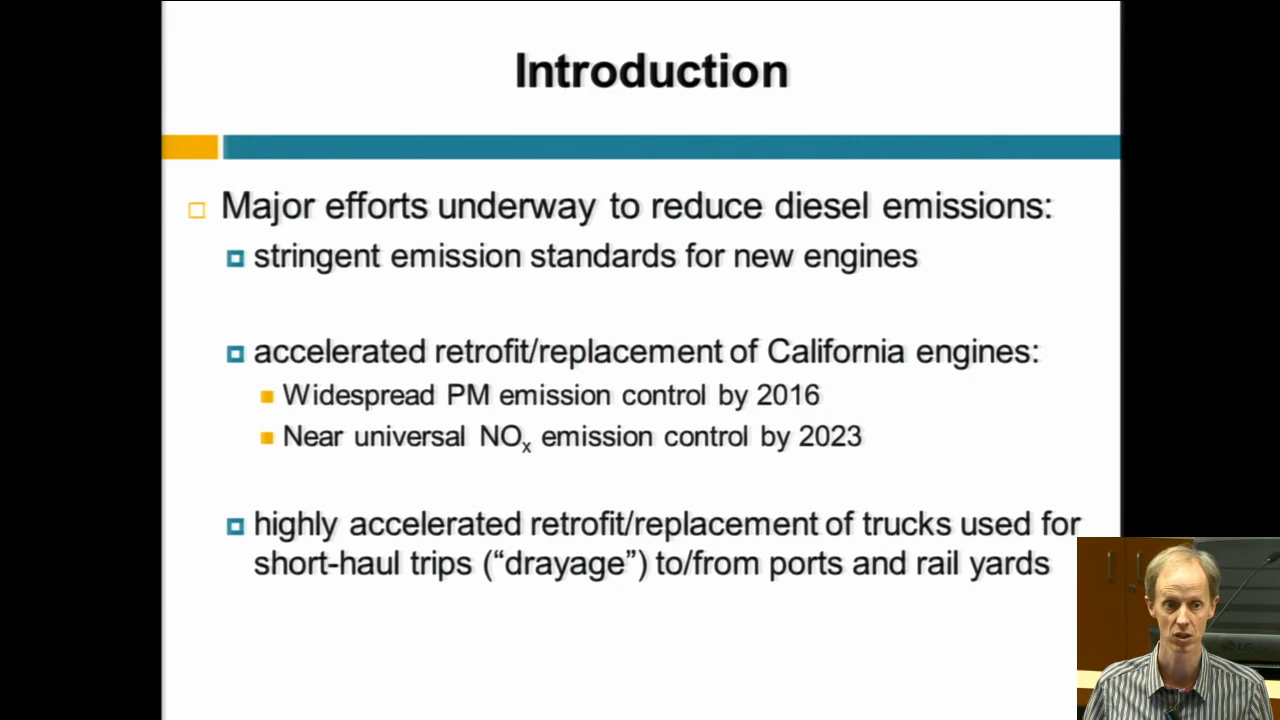 Introduction
Major efforts underway to reduce diesel emissions:
stringent emission standards for new engines
accelerated retrofit/replacement of California engines:
Widespread PM emission control by 2016
Near universal NOx emission control by 2023
highly accelerated retrofit/replacement of trucks used for
short-haul trips (“drayage”) to/from ports and rail yards
LG